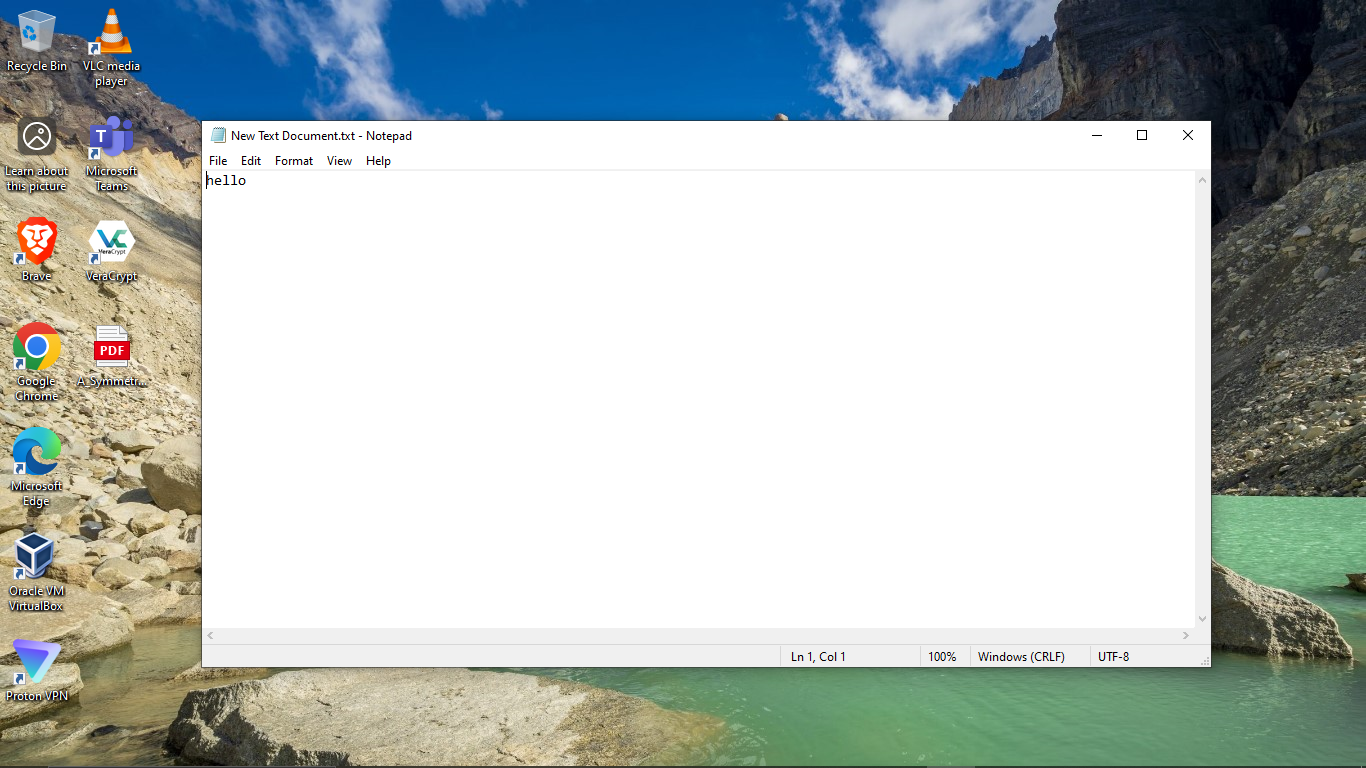 Recycle Bin
VLC media
player
Learn about
this picture
Microsoft
Teams
Brave
VeraCrypt
VeraCrypt
Google
Chrome
PDF
A_Symmetr...
Microsoft
Edge
Oracle VM
VirtualBox
Proton VPN
New Text Document.txt - Notepad
File Edit Format View Help
hello
Ln 1, Col 1 100% Windows (CRLF) UTF-8